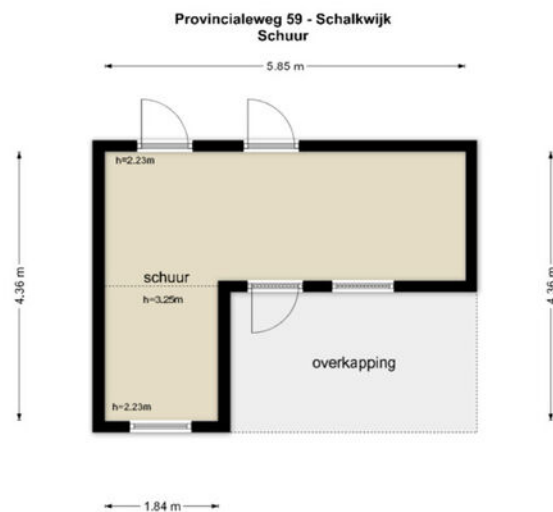 Provincialeweg 59 - Schalkwijk
Schuur
5.85 m
h=2.23m
4.36 m
4.36 m
schuur
h=3.25m
overkapping
h=2.23m
1.84 m